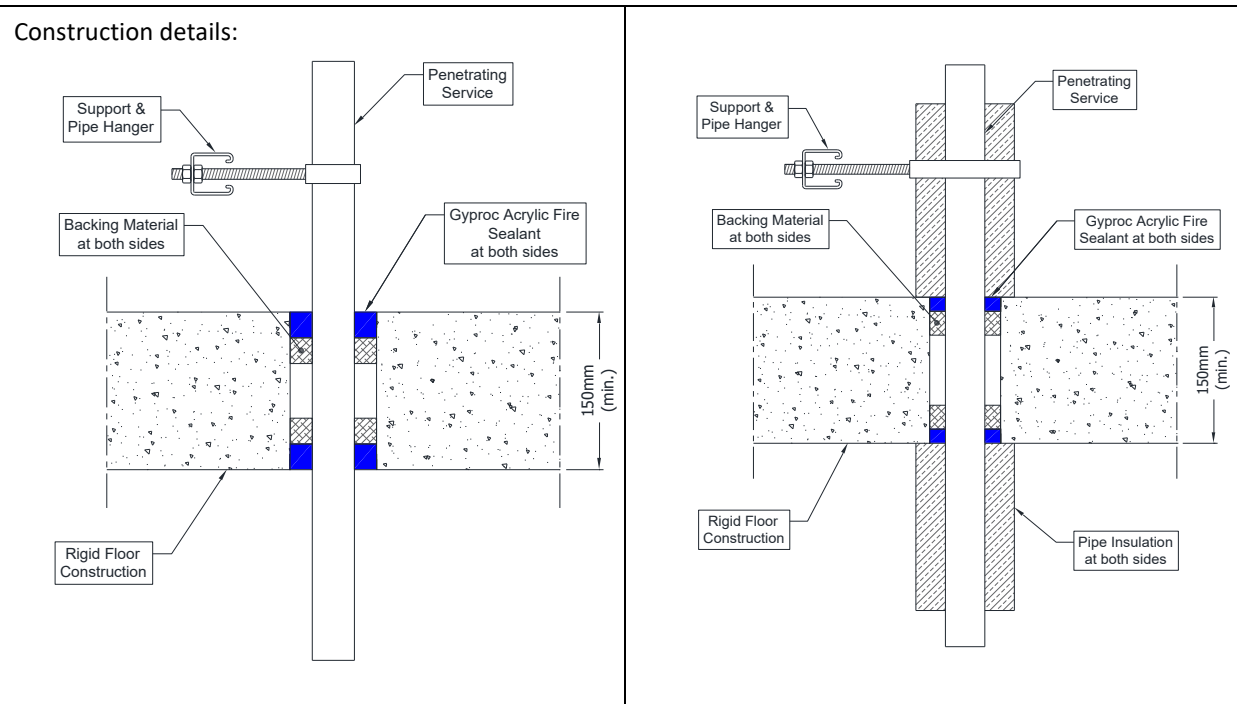 Construction details:
Penetrating
Service
Support &
Pipe Hanger
Backing Material
at both sides
Gyproc Acrylic Fire
Sealant
at both sides
150mm
(min.)
Rigid Floor
Construction
Penetrating
Service
Support &
Pipe Hanger
Backing Material
at both sides
Gyproc Acrylic Fire
Sealant at both sides
150mm
(min.)
Rigid Floor
Construction
Pipe Insulation
at both sides